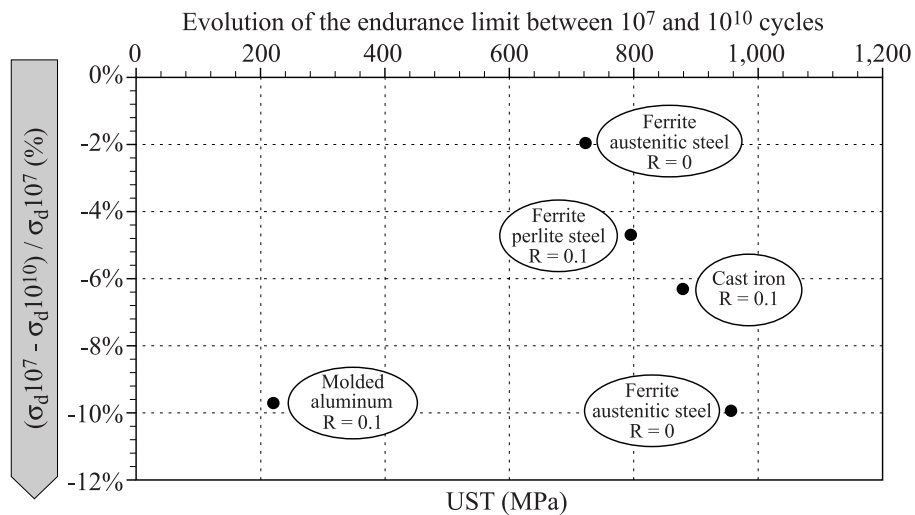 Evolution of the endurance limit between 10⁷ and 10¹⁰ cycles
0 200 400 600 800 1,000 1,200
0%
-2%
-4%
-6%
-8%
-10%
-12%
(σd10⁷ - σd10¹⁰) / σd10⁷ (%)
Ferrite
austenitic steel
R = 0
Ferrite
perlite steel
R = 0.1
Cast iron
R = 0.1
Molded
aluminum
R = 0.1
Ferrite
austenitic steel
R = 0
UST (MPa)